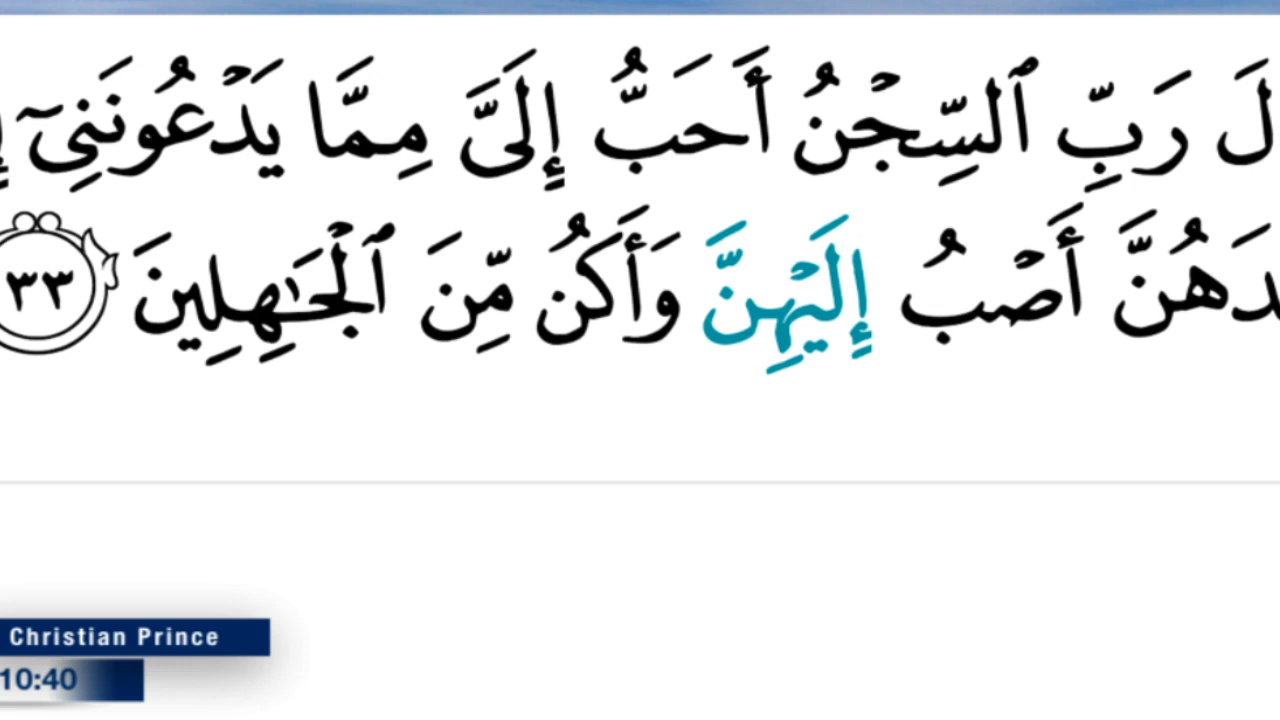 لَ رَبِّ ٱلسِّجۡنُ أَحَبُّ إِلَىَّ مِمَّا يَدۡعُونَنِىٓ إِ
دَهُنَّ أَصۡبُ إِلَيۡهِنَّ وَأَكُن مِّنَ ٱلۡجَـٰهِلِينَ ٣٣
Christian Prince
10:40